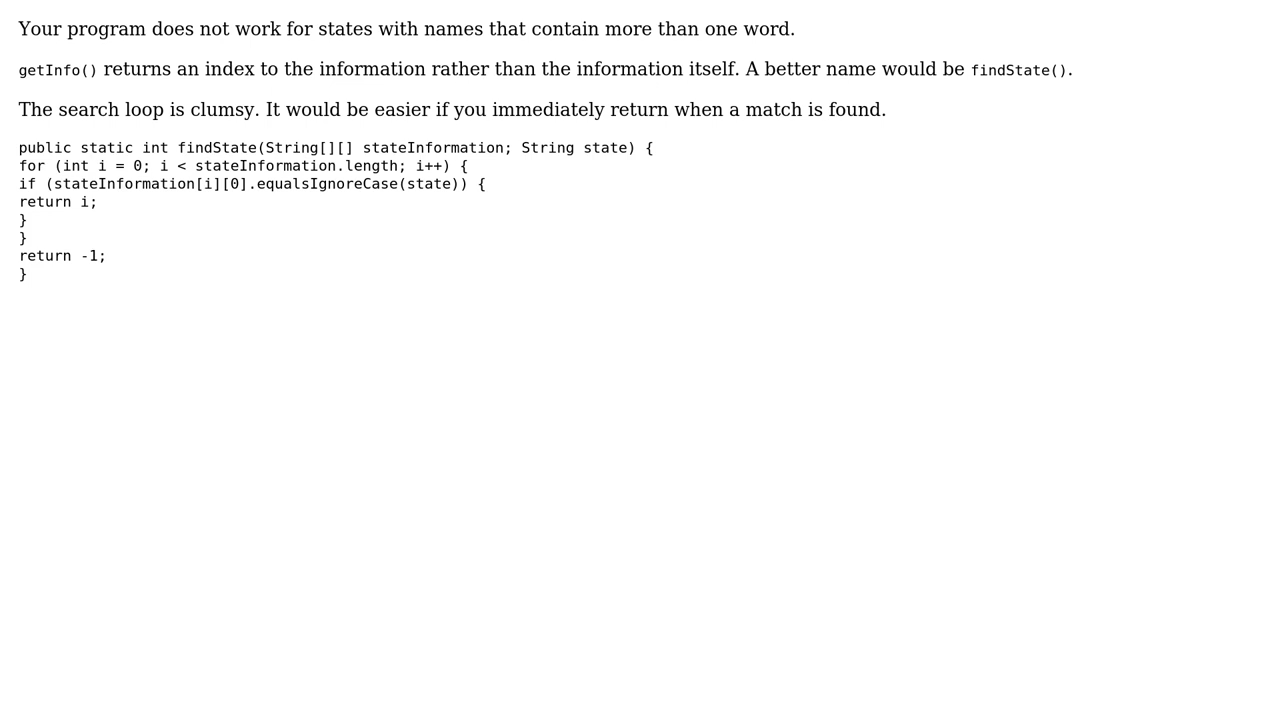 Your program does not work for states with names that contain more than one word.
getInfo() returns an index to the information rather than the information itself. A better name would be findState().
The search loop is clumsy. It would be easier if you immediately return when a match is found.
public static int findState(String[][] stateInformation; String state) {
for (int i = 0; i < stateInformation.length; i++) {
if (stateInformation[i][0].equalsIgnoreCase(state)) {
return i;
}
}
return -1;
}